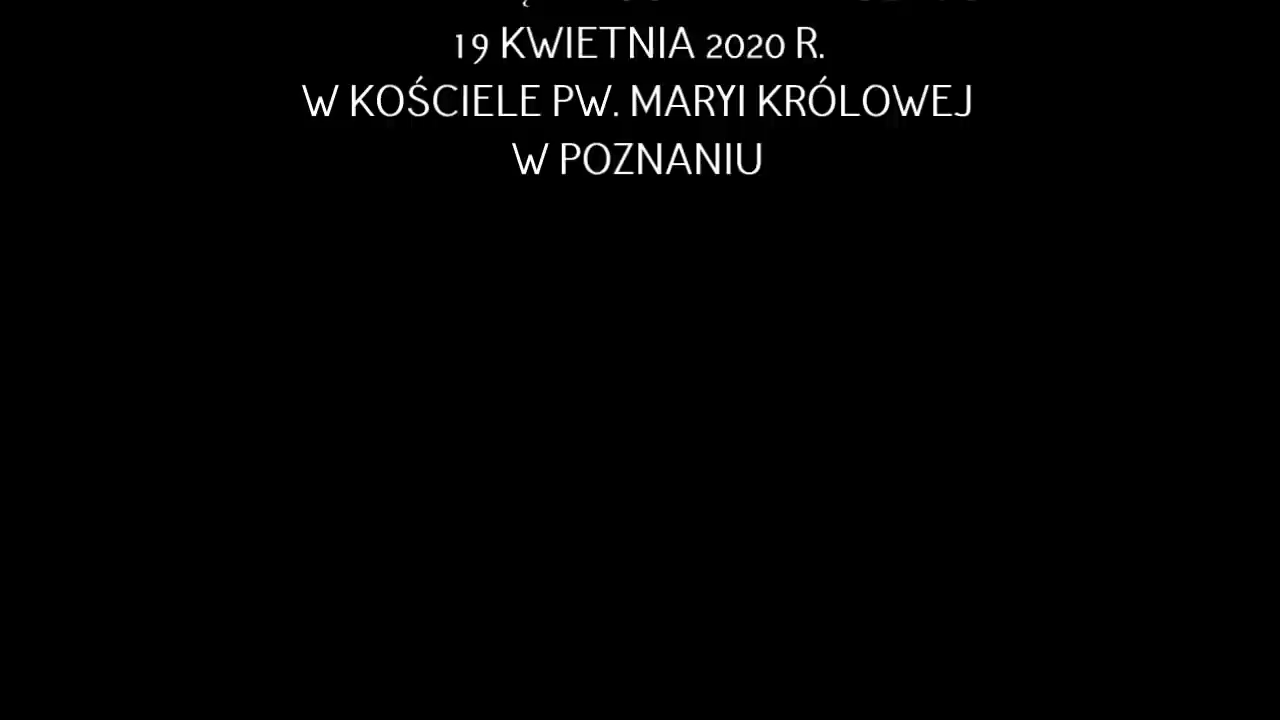 19 KWIETNIA 2020 R.
W KOŚCIELE PW. MARYI KRÓLOWEJ
W POZNANIU